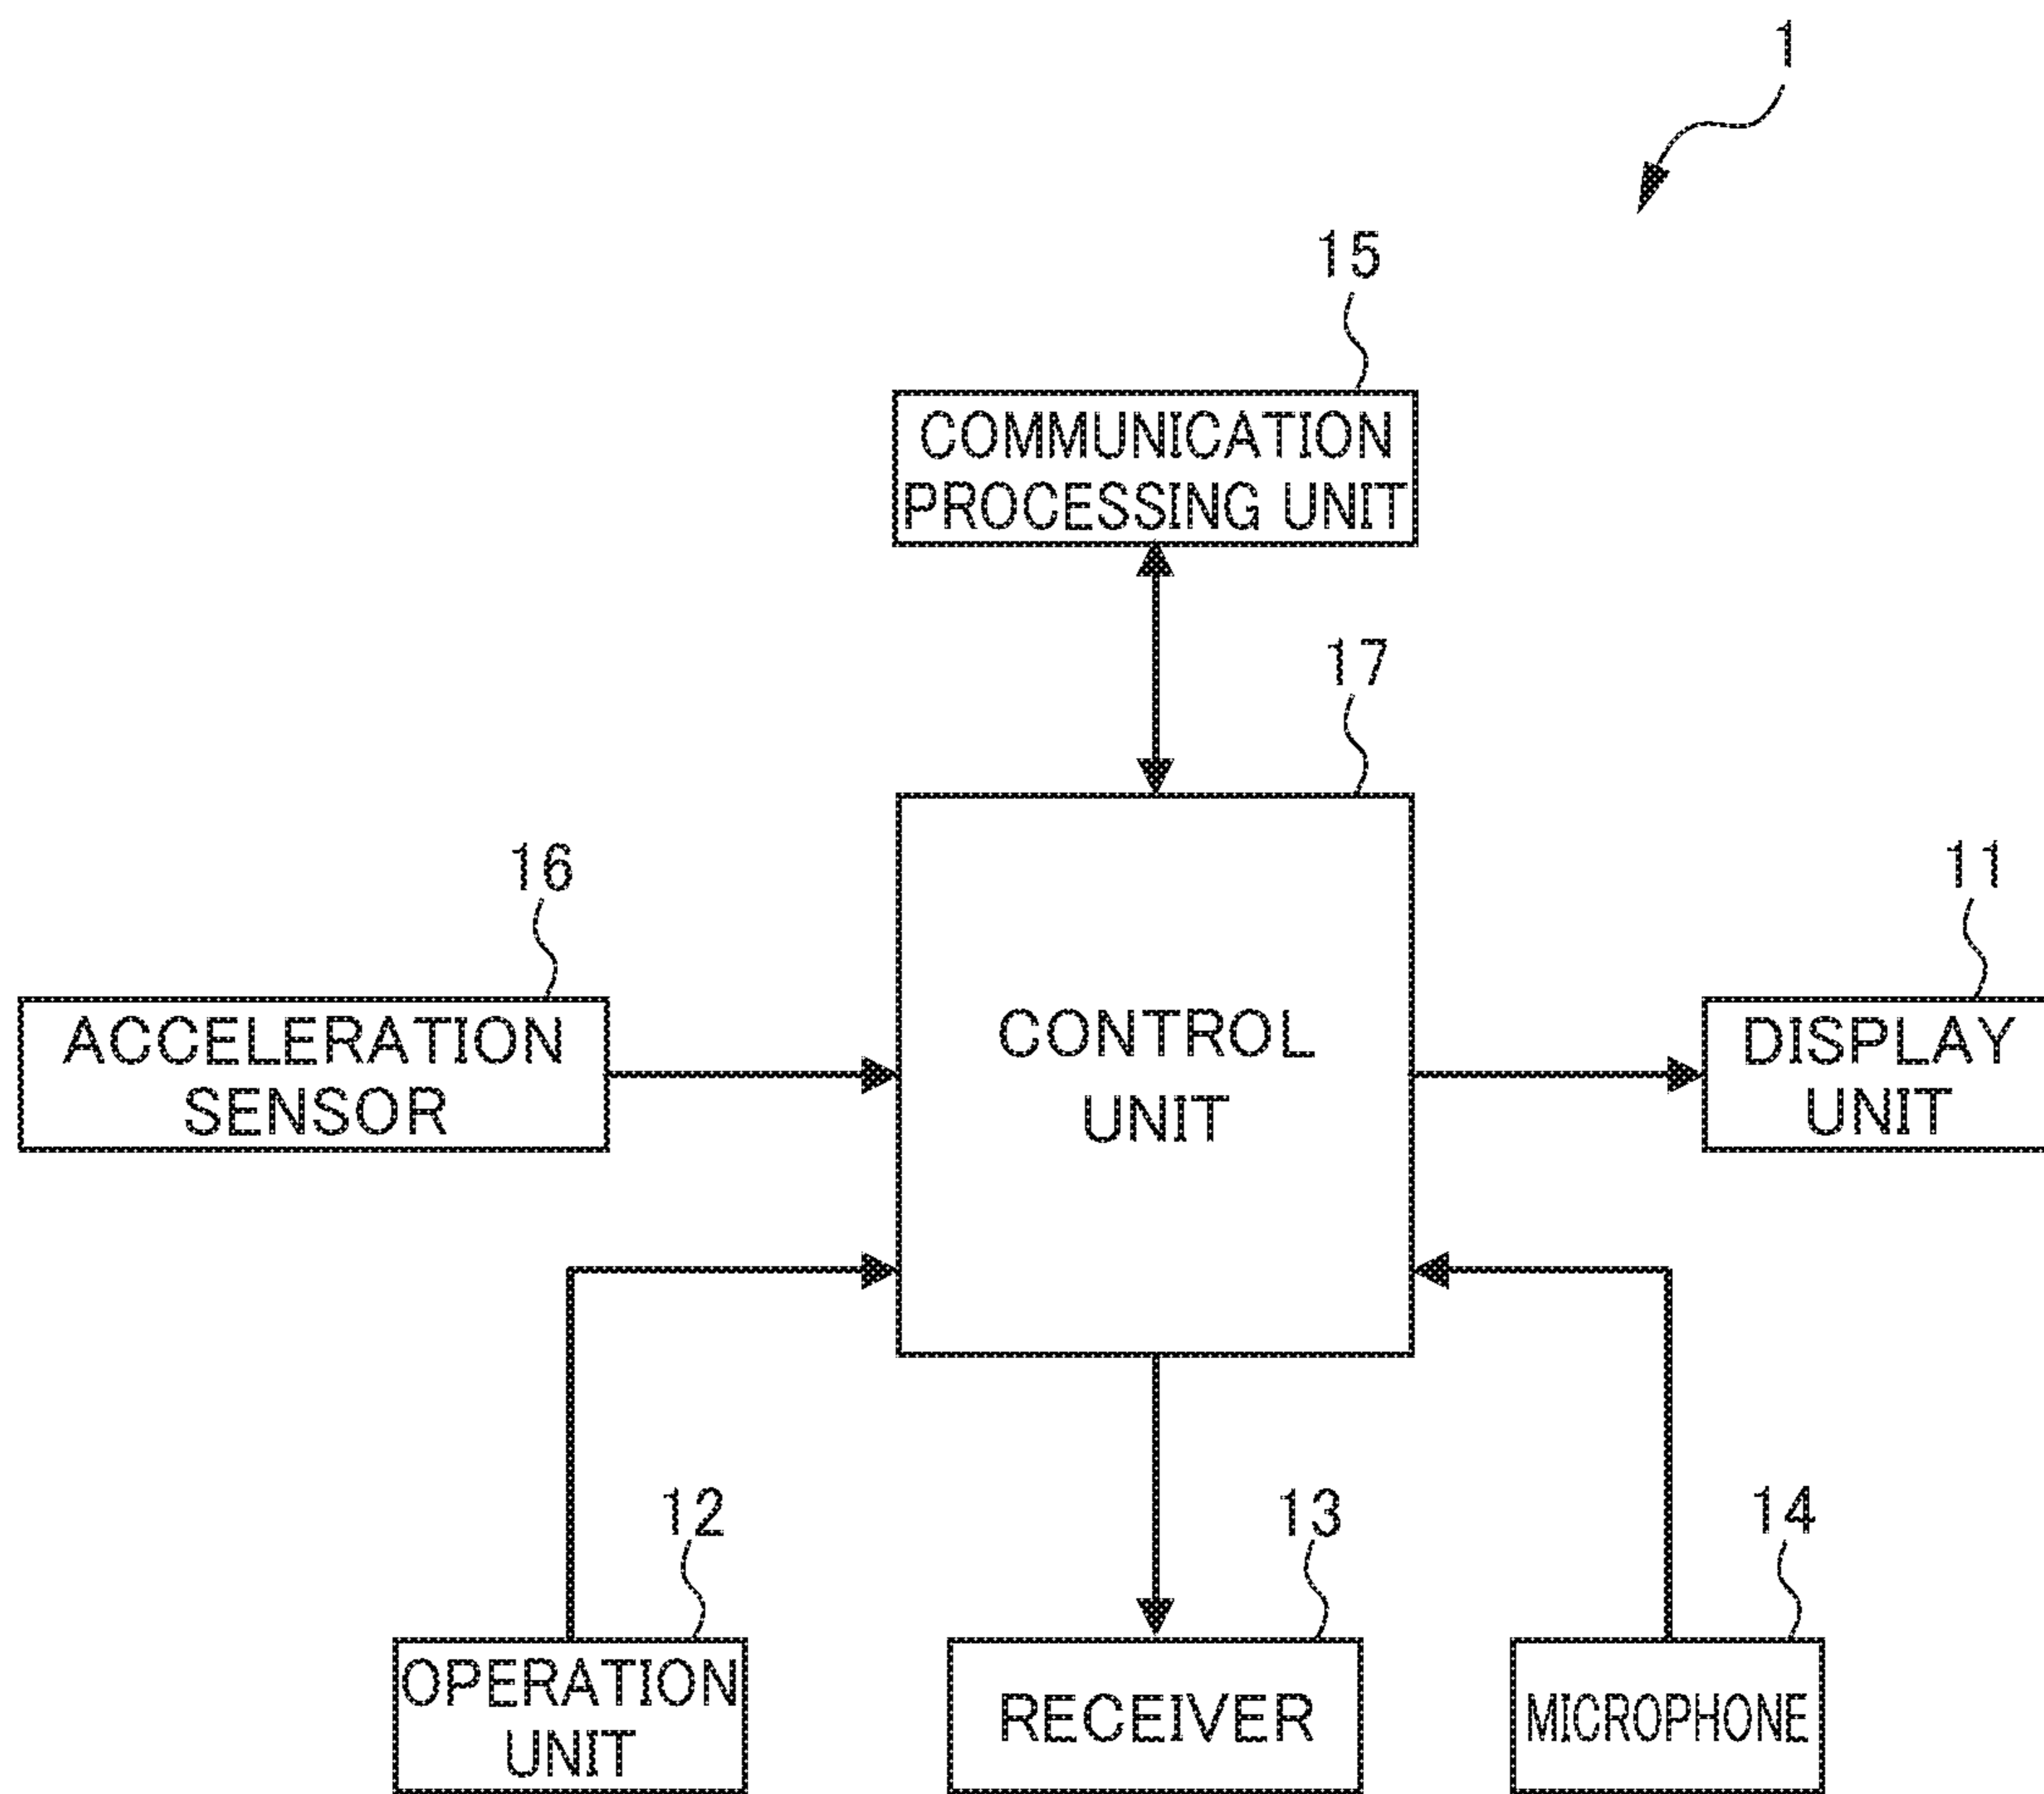 1
15
COMMUNICATION
PROCESSING UNIT
17
16
11
ACCELERATION
SENSOR
CONTROL
UNIT
DISPLAY
UNIT
12
13
14
OPERATION
UNIT
RECEIVER
MICROPHONE